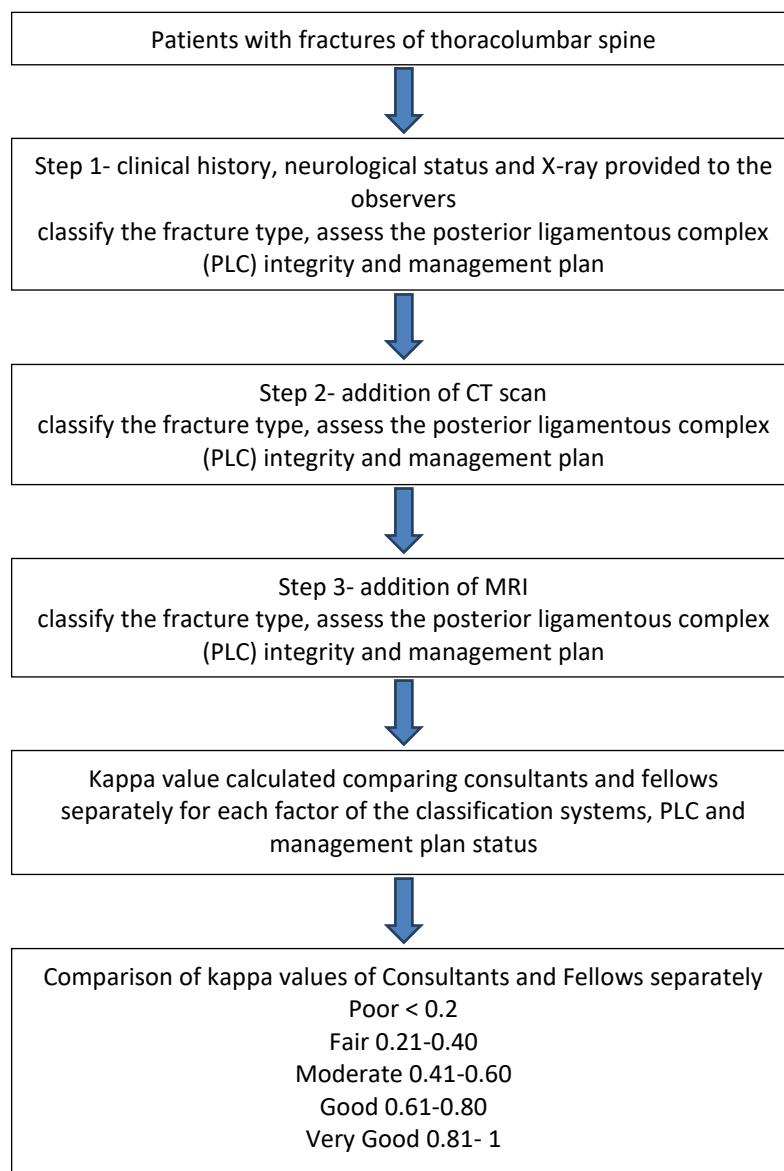 Patients with fractures of thoracolumbar spine
Step 1- clinical history, neurological status and X-ray provided to the
observers
classify the fracture type, assess the posterior ligamentous complex
(PLC) integrity and management plan
Step 2- addition of CT scan
classify the fracture type, assess the posterior ligamentous complex
(PLC) integrity and management plan
Step 3- addition of MRI
classify the fracture type, assess the posterior ligamentous complex
(PLC) integrity and management plan
Kappa value calculated comparing consultants and fellows
separately for each factor of the classification systems, PLC and
management plan status
Comparison of kappa values of Consultants and Fellows separately
Poor < 0.2
Fair 0.21-0.40
Moderate 0.41-0.60
Good 0.61-0.80
Very Good 0.81- 1